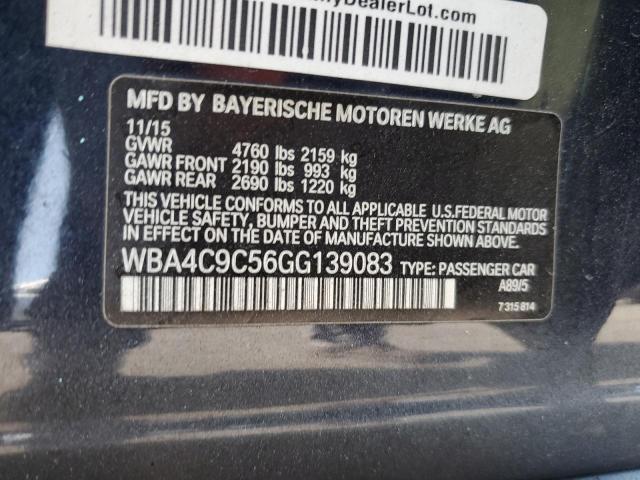 DealerLot.com
MFD BY BAYERISCHE MOTOREN WERKE AG
11/15
GVWR 4760 lbs 2159 kg
GAWR FRONT 2190 lbs 993 kg
GAWR REAR 2690 lbs 1220 kg
THIS VEHICLE CONFORMS TO ALL APPLICABLE U.S.FEDERAL MOTOR
VEHICLE SAFETY, BUMPER AND THEFT PREVENTION STANDARDS
IN EFFECT ON THE DATE OF MANUFACTURE SHOWN ABOVE.
WBA4C9C56GG139083 TYPE: PASSENGER CAR
A89/5
7 315 814